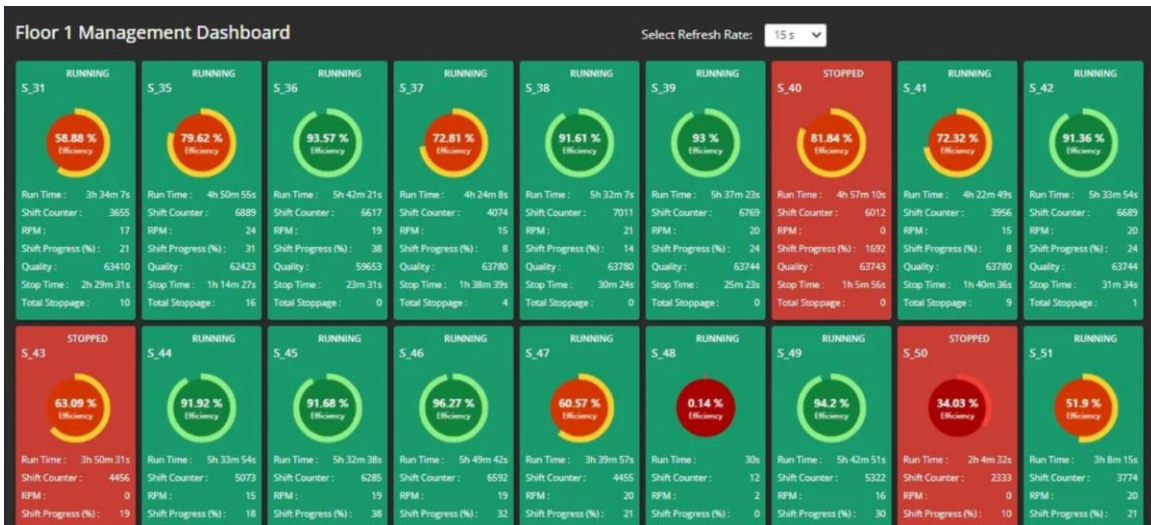 Floor 1 Management Dashboard
Select Refresh Rate: 15 s
RUNNING
S_31
58.88 %
Efficiency
Run Time : 3h 34m 7s
Shift Counter : 3655
RPM : 17
Shift Progress (%) : 21
Quality : 63410
Stop Time : 2h 29m 31s
Total Stoppage : 10
RUNNING
S_35
79.62 %
Efficiency
Run Time : 4h 50m 55s
Shift Counter : 6889
RPM : 24
Shift Progress (%) : 31
Quality : 62423
Stop Time : 1h 14m 27s
Total Stoppage : 16
RUNNING
S_36
93.57 %
Efficiency
Run Time : 5h 42m 21s
Shift Counter : 6617
RPM : 19
Shift Progress (%) : 38
Quality : 59653
Stop Time : 23m 31s
Total Stoppage : 0
RUNNING
S_37
72.81 %
Efficiency
Run Time : 4h 24m 8s
Shift Counter : 4074
RPM : 15
Shift Progress (%) : 8
Quality : 63780
Stop Time : 1h 38m 39s
Total Stoppage : 4
RUNNING
S_38
91.61 %
Efficiency
Run Time : 5h 32m 7s
Shift Counter : 7011
RPM : 21
Shift Progress (%) : 14
Quality : 63780
Stop Time : 30m 24s
Total Stoppage : 0
RUNNING
S_39
93 %
Efficiency
Run Time : 5h 37m 23s
Shift Counter : 6769
RPM : 20
Shift Progress (%) : 24
Quality : 63744
Stop Time : 25m 23s
Total Stoppage : 0
STOPPED
S_40
81.84 %
Efficiency
Run Time : 4h 57m 10s
Shift Counter : 6012
RPM : 0
Shift Progress (%) : 1692
Quality : 63743
Stop Time : 1h 5m 56s
Total Stoppage : 0
RUNNING
S_41
72.32 %
Efficiency
Run Time : 4h 22m 49s
Shift Counter : 3956
RPM : 15
Shift Progress (%) : 8
Quality : 63780
Stop Time : 1h 40m 36s
Total Stoppage : 9
RUNNING
S_42
91.36 %
Efficiency
Run Time : 5h 33m 54s
Shift Counter : 6689
RPM : 20
Shift Progress (%) : 24
Quality : 63744
Stop Time : 31m 34s
Total Stoppage : 1
STOPPED
S_43
63.09 %
Efficiency
Run Time : 3h 50m 31s
Shift Counter : 4456
RPM : 0
Shift Progress (%) : 19
RUNNING
S_44
91.92 %
Efficiency
Run Time : 5h 33m 54s
Shift Counter : 5073
RPM : 15
Shift Progress (%) : 18
RUNNING
S_45
91.68 %
Efficiency
Run Time : 5h 32m 38s
Shift Counter : 6285
RPM : 19
Shift Progress (%) : 38
RUNNING
S_46
96.27 %
Efficiency
Run Time : 5h 49m 42s
Shift Counter : 6592
RPM : 19
Shift Progress (%) : 32
RUNNING
S_47
60.57 %
Efficiency
Run Time : 3h 39m 57s
Shift Counter : 4455
RPM : 20
Shift Progress (%) : 21
RUNNING
S_48
0.14 %
Efficiency
Run Time : 30s
Shift Counter : 12
RPM : 2
Shift Progress (%) : 0
RUNNING
S_49
94.2 %
Efficiency
Run Time : 5h 42m 51s
Shift Counter : 5322
RPM : 16
Shift Progress (%) : 30
STOPPED
S_50
34.03 %
Efficiency
Run Time : 2h 4m 32s
Shift Counter : 2333
RPM : 0
Shift Progress (%) : 10
RUNNING
S_51
51.9 %
Efficiency
Run Time : 3h 8m 15s
Shift Counter : 3774
RPM : 20
Shift Progress (%) : 21